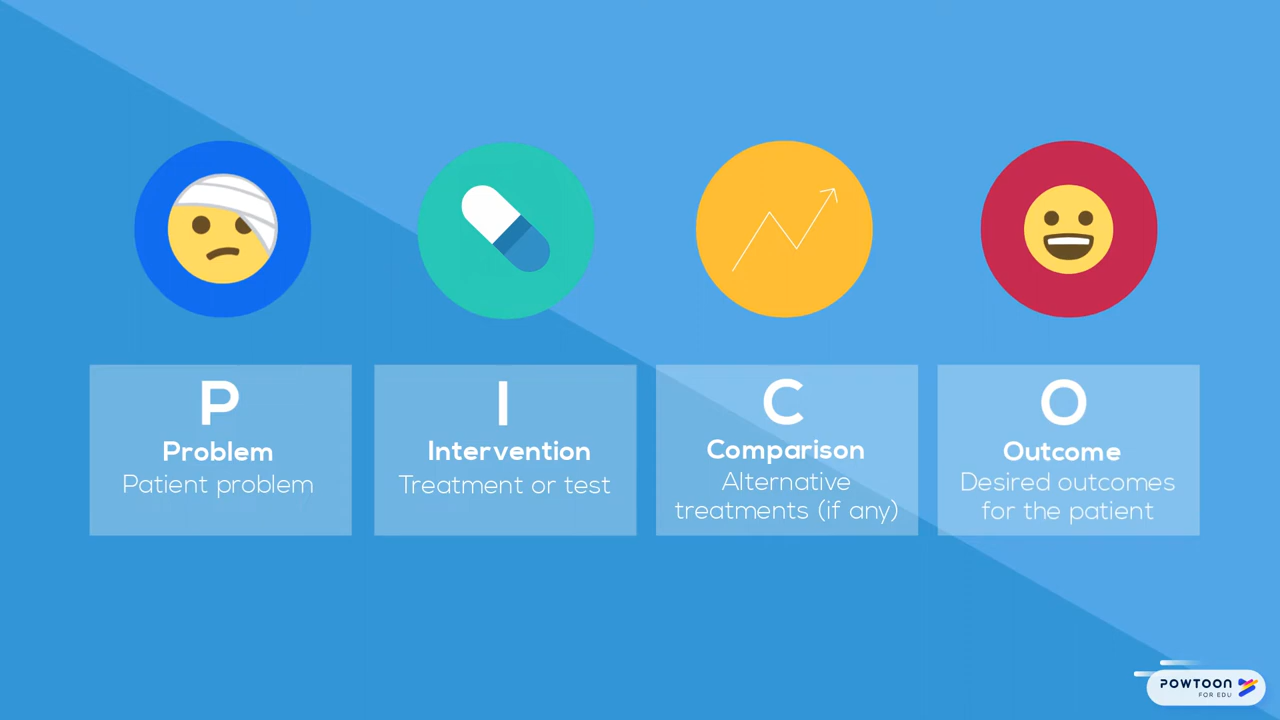 P
Problem
Patient problem
I
Intervention
Treatment or test
C
Comparison
Alternative
treatments (if any)
O
Outcome
Desired outcomes
for the patient
POWTOON
FOR EDU